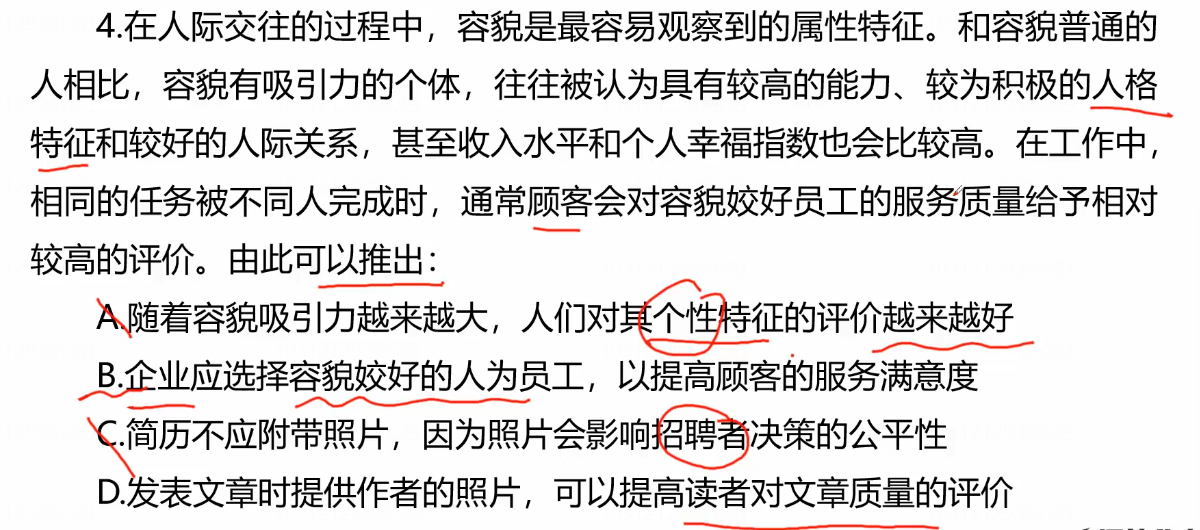 4.在人际交往的过程中，容貌是最容易观察到的属性特征。和容貌普通的
人相比，容貌有吸引力的个体，往往被认为具有较高的能力、较为积极的人格
特征和较好的人际关系，甚至收入水平和个人幸福指数也会比较高。在工作中，
相同的任务被不同人完成时，通常顾客会对容貌姣好员工的服务质量给予相对
较高的评价。由此可以推出：
A.随着容貌吸引力越来越大，人们对其个性特征的评价越来越好
B.企业应选择容貌姣好的人为员工，以提高顾客的服务满意度
C.简历不应附带照片，因为照片会影响招聘者决策的公平性
D.发表文章时提供作者的照片，可以提高读者对文章质量的评价